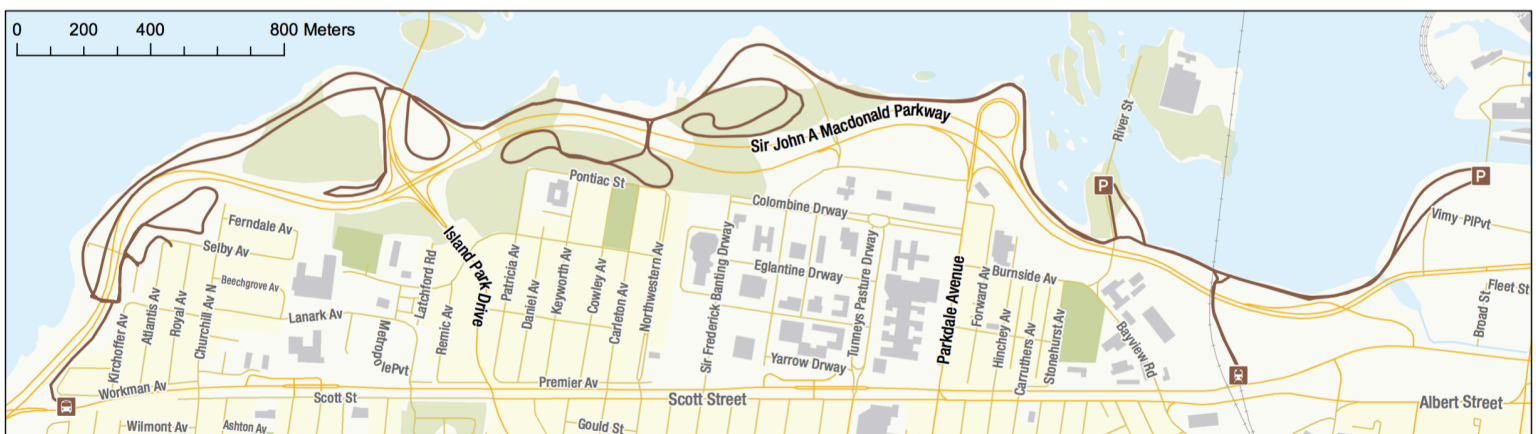 0 200 400 800 Meters
River St
P
P
Sir John A Macdonald Parkway
Pontiac St
Colombine Drway
Vimy PlPvt
Ferndale Av
Selby Av
Beechgrove Av
Lanark Av
Island Park Drive
Latchford Rd
Remic Av
Metropo
lePvt
Patricia Av
Daniel Av
Keyworth Av
Cowley Av
Carleton Av
Northwestern Av
Sir Frederick Banting Drway
Eglantine Drway
Tunneys Pasture Drway
Yarrow Drway
Parkdale Avenue
Forward Av
Burnside Av
Hinchey Av
Carruthers Av
Stonehurst Av
Bayview Rd
Fleet St
Broad St
Kirchoffer Av
Atlantis Av
Royal Av
Churchill Av N
Workman Av
Premier Av
Scott St
Scott Street
Albert Street
Wilmont Av
Ashton Av
Gould St